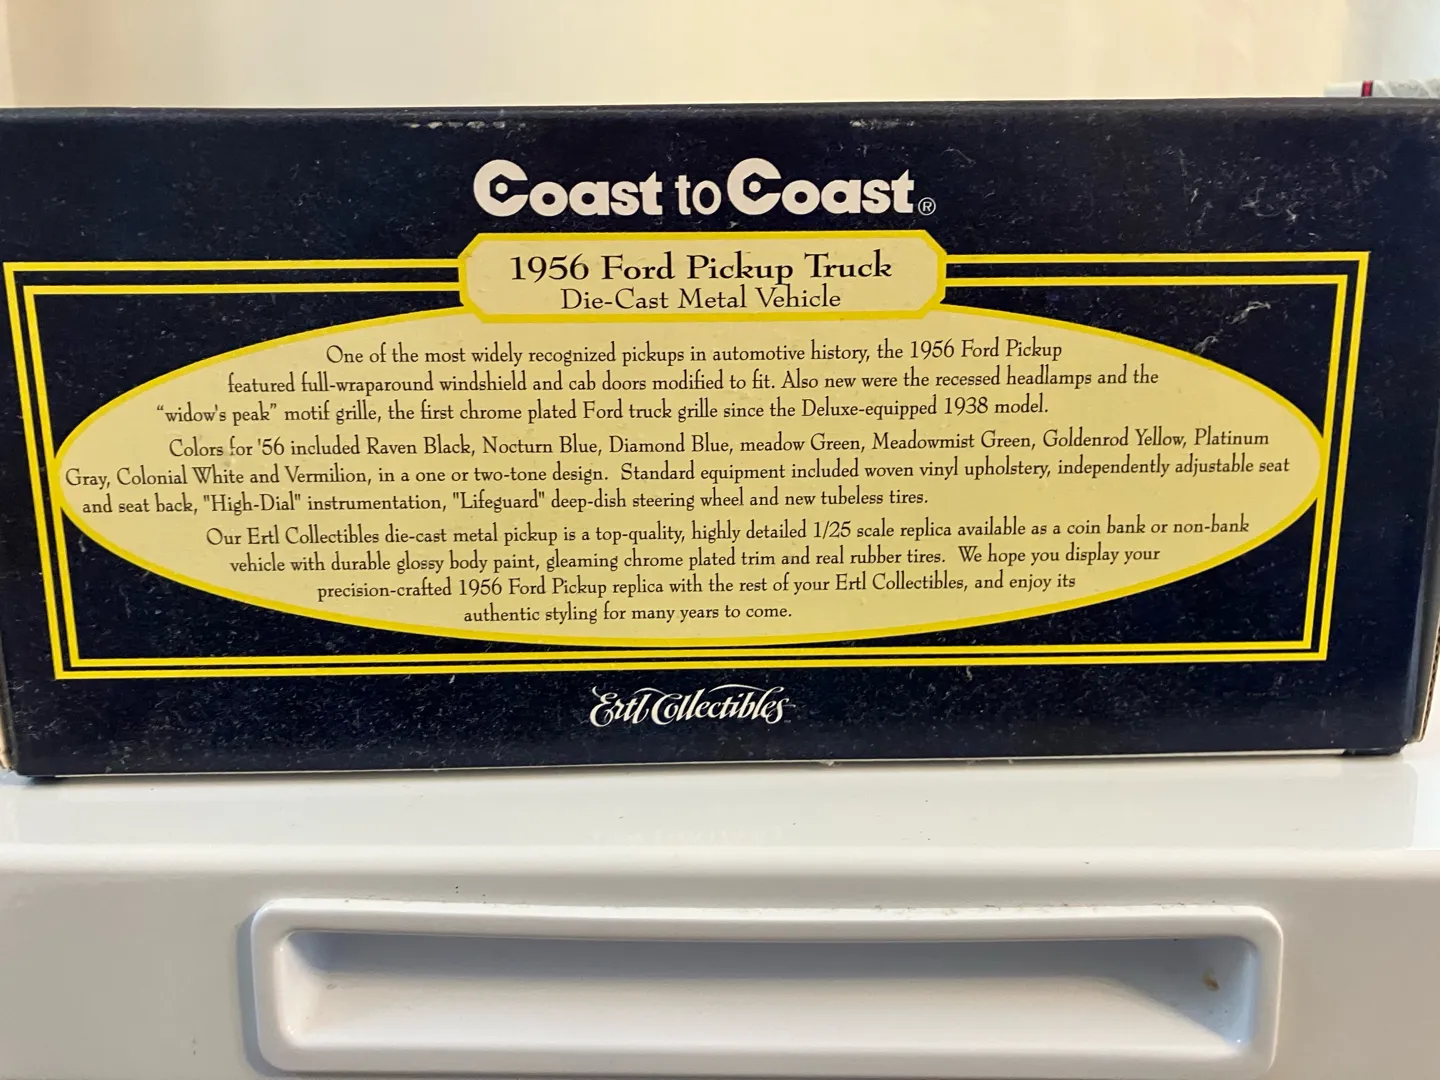 Coast to Coast®
1956 Ford Pickup Truck
Die-Cast Metal Vehicle
One of the most widely recognized pickups in automotive history, the 1956 Ford Pickup
featured full-wraparound windshield and cab doors modified to fit. Also new were the recessed headlamps and the
“widow's peak” motif grille, the first chrome plated Ford truck grille since the Deluxe-equipped 1938 model.
Colors for '56 included Raven Black, Nocturn Blue, Diamond Blue, meadow Green, Meadowmist Green, Goldenrod Yellow, Platinum
Gray, Colonial White and Vermilion, in a one or two-tone design. Standard equipment included woven vinyl upholstery, independently adjustable seat
and seat back, "High-Dial" instrumentation, "Lifeguard" deep-dish steering wheel and new tubeless tires.
Our Ertl Collectibles die-cast metal pickup is a top-quality, highly detailed 1/25 scale replica available as a coin bank or non-bank
vehicle with durable glossy body paint, gleaming chrome plated trim and real rubber tires. We hope you display your
precision-crafted 1956 Ford Pickup replica with the rest of your Ertl Collectibles, and enjoy its
authentic styling for many years to come.
Ertl Collectibles